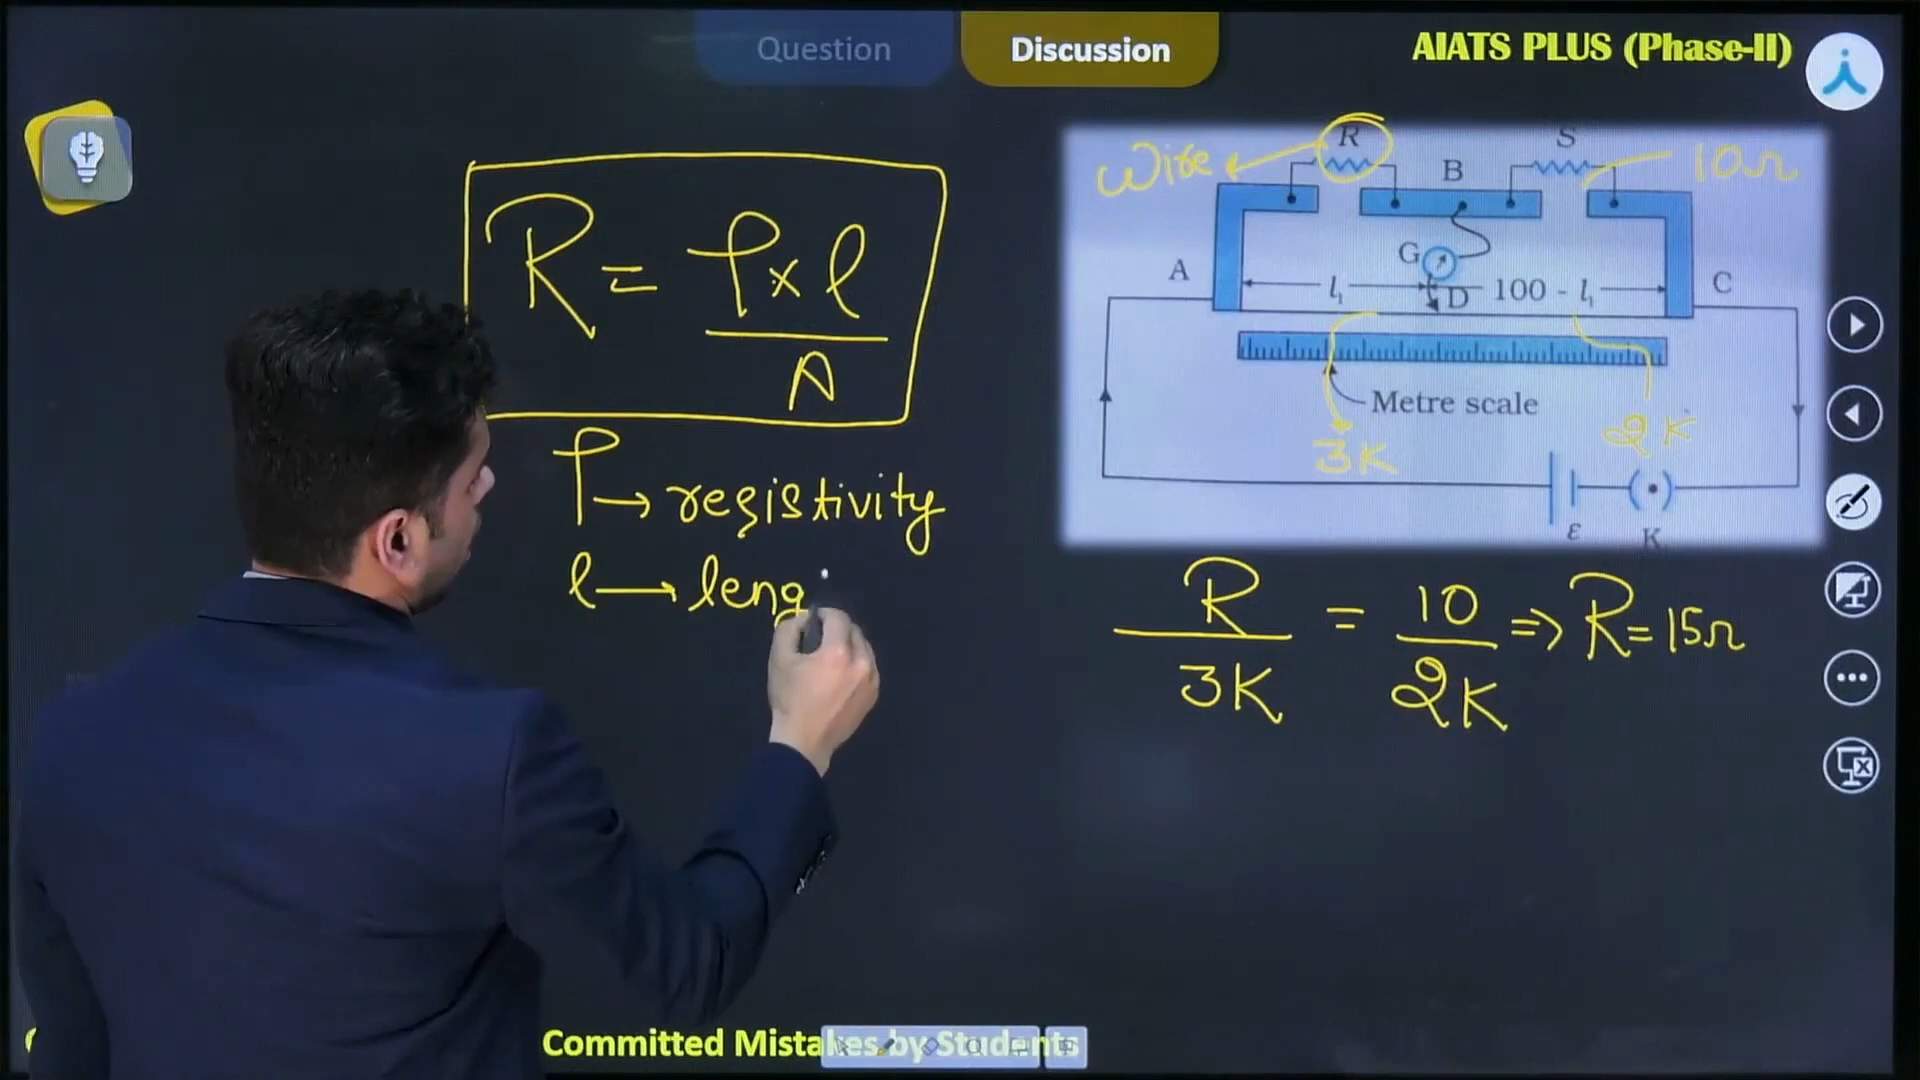 Question
Discussion
AIATS PLUS (Phase-II)
R = ρ × l
A
ρ → resistivity
l → leng
Wire
R
S
10Ω
B
G
A
l₁
D
100 - l₁
C
Metre scale
3K
2K
ε
K
R = 10 ⇒ R = 15Ω
3K 2K
Committed Mistakes by Students